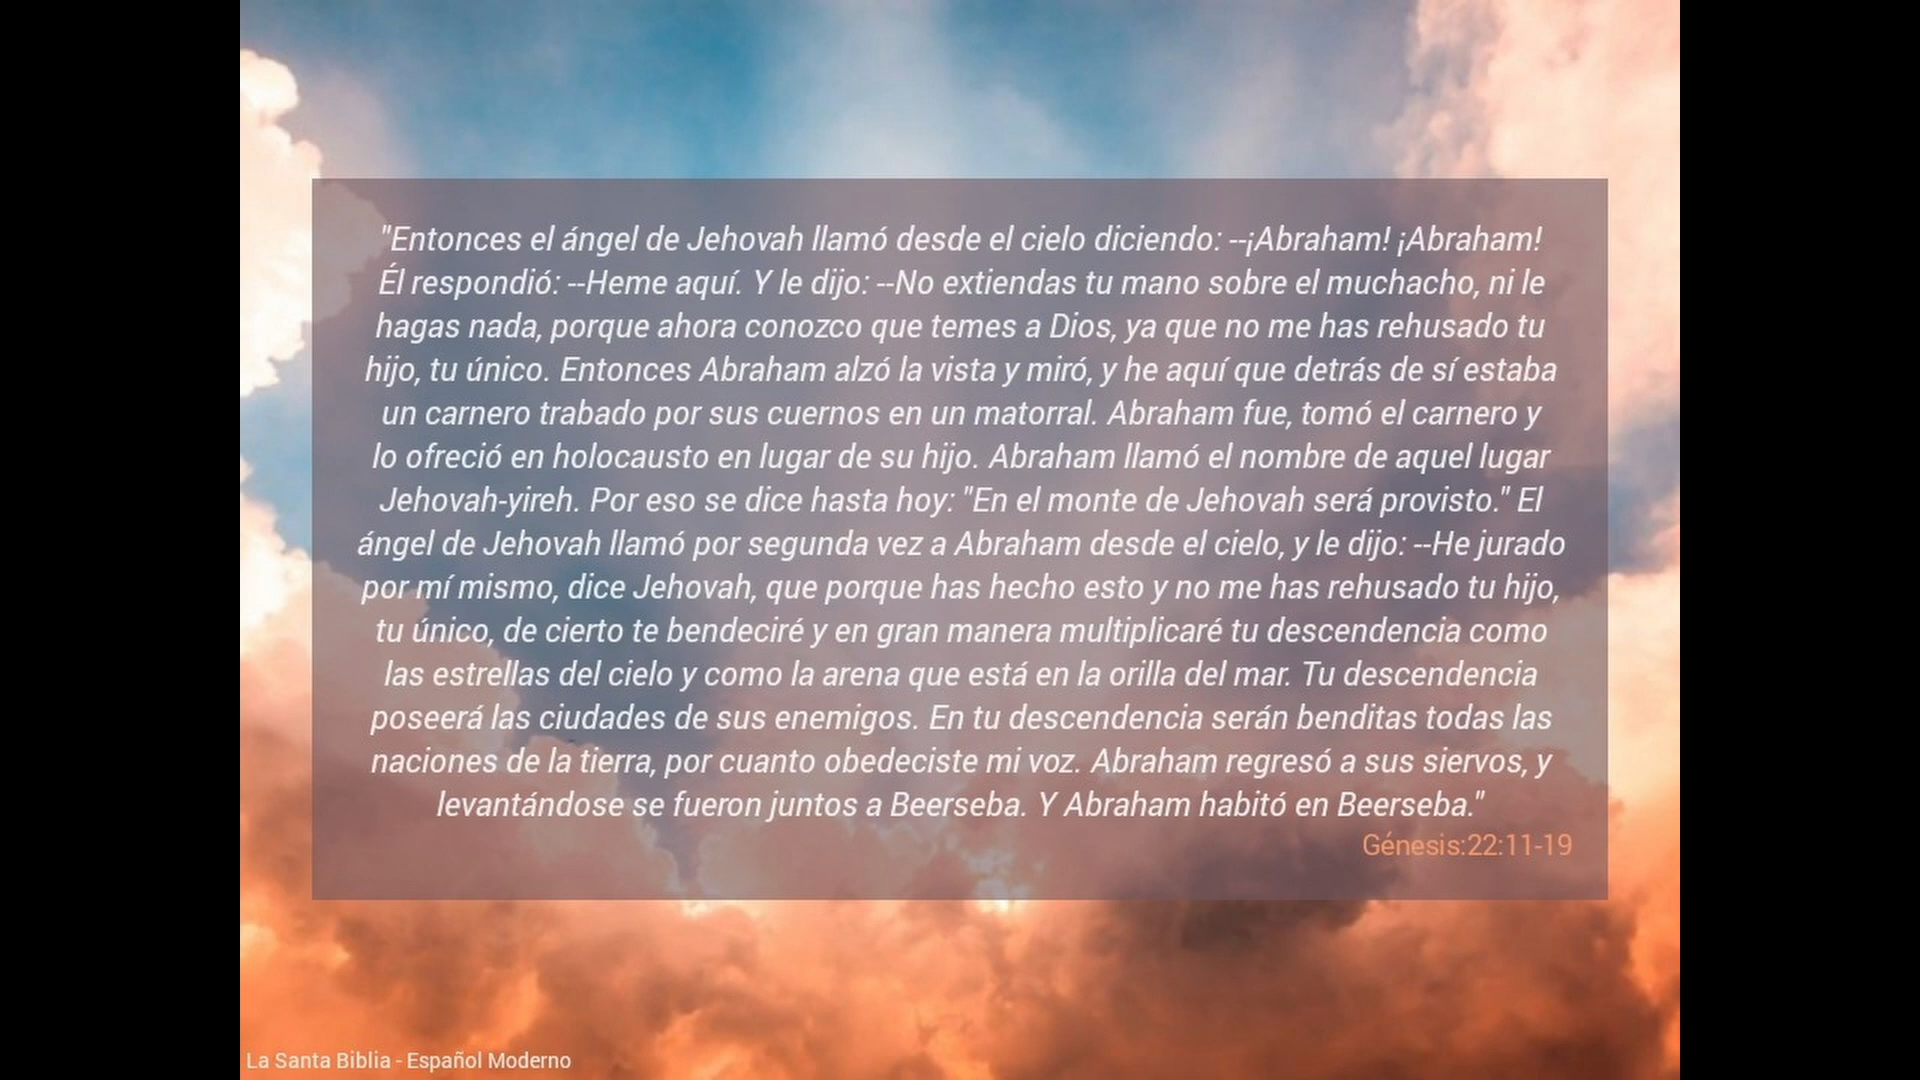 "Entonces el ángel de Jehovah llamó desde el cielo diciendo: --¡Abraham! ¡Abraham!
Él respondió: --Heme aquí. Y le dijo: --No extiendas tu mano sobre el muchacho, ni le
hagas nada, porque ahora conozco que temes a Dios, ya que no me has rehusado tu
hijo, tu único. Entonces Abraham alzó la vista y miró, y he aquí que detrás de sí estaba
un carnero trabado por sus cuernos en un matorral. Abraham fue, tomó el carnero y
lo ofreció en holocausto en lugar de su hijo. Abraham llamó el nombre de aquel lugar
Jehovah-yireh. Por eso se dice hasta hoy: "En el monte de Jehovah será provisto." El
ángel de Jehovah llamó por segunda vez a Abraham desde el cielo, y le dijo: --He jurado
por mí mismo, dice Jehovah, que porque has hecho esto y no me has rehusado tu hijo,
tu único, de cierto te bendeciré y en gran manera multiplicaré tu descendencia como
las estrellas del cielo y como la arena que está en la orilla del mar. Tu descendencia
poseerá las ciudades de sus enemigos. En tu descendencia serán benditas todas las
naciones de la tierra, por cuanto obedeciste mi voz. Abraham regresó a sus siervos, y
levantándose se fueron juntos a Beerseba. Y Abraham habitó en Beerseba."
Génesis:22:11-19
La Santa Biblia - Español Moderno